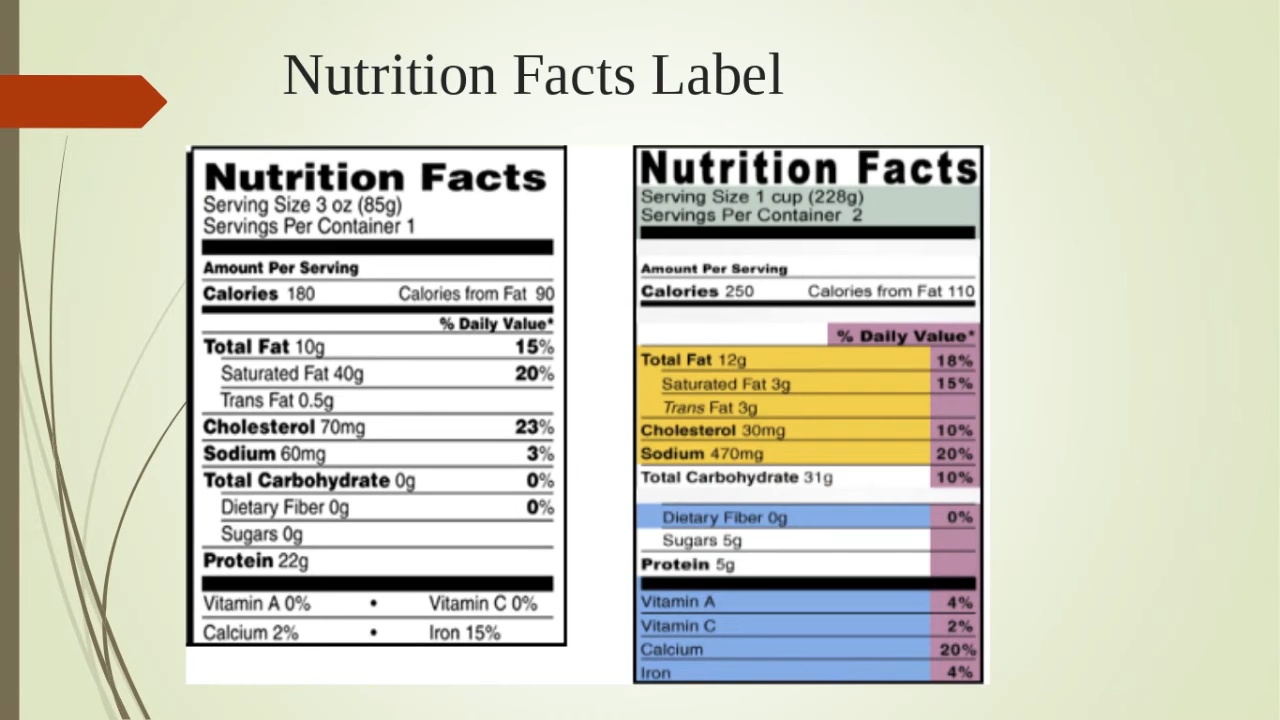 Nutrition Facts Label
Nutrition Facts
Serving Size 3 oz (85g)
Servings Per Container 1
Amount Per Serving
Calories 180 Calories from Fat 90
% Daily Value*
Total Fat 10g 15%
Saturated Fat 40g 20%
Trans Fat 0.5g
Cholesterol 70mg 23%
Sodium 60mg 3%
Total Carbohydrate 0g 0%
Dietary Fiber 0g 0%
Sugars 0g
Protein 22g
Vitamin A 0% • Vitamin C 0%
Calcium 2% • Iron 15%
Nutrition Facts
Serving Size 1 cup (228g)
Servings Per Container 2
Amount Per Serving
Calories 250 Calories from Fat 110
% Daily Value*
Total Fat 12g 18%
Saturated Fat 3g 15%
Trans Fat 3g
Cholesterol 30mg 10%
Sodium 470mg 20%
Total Carbohydrate 31g 10%
Dietary Fiber 0g 0%
Sugars 5g
Protein 5g
Vitamin A 4%
Vitamin C 2%
Calcium 20%
Iron 4%